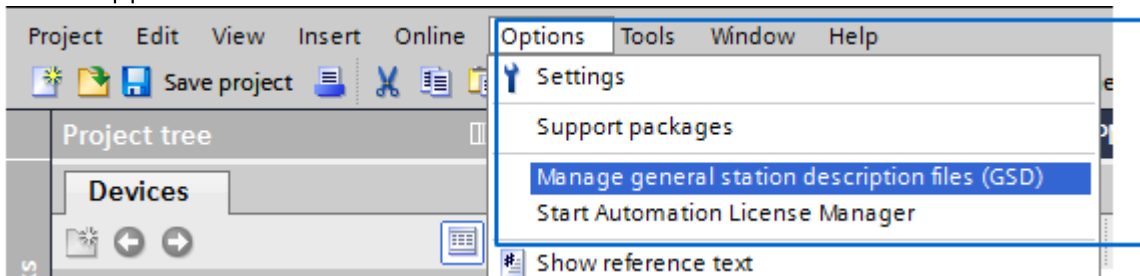 Project Edit View Insert Online Options Tools Window Help
Save project
Settings
Support packages
Project tree
Manage general station description files (GSD)
Devices
Start Automation License Manager
Show reference text